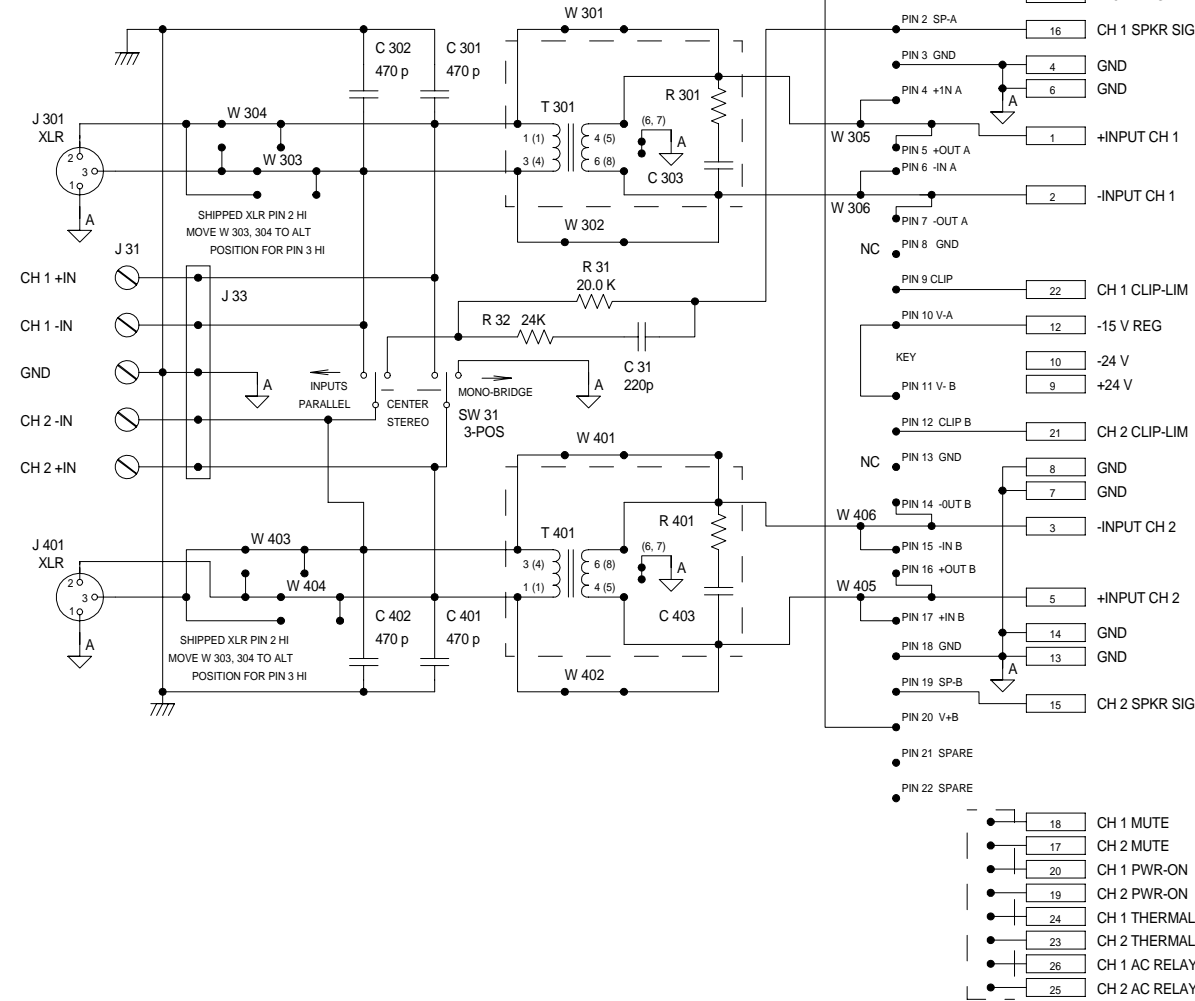 W 301
PIN 2 SP-A
16 CH 1 SPKR SIG
C 302
470 p
C 301
470 p
PIN 3 GND
4 GND
6 GND
A
PIN 4 +1N A
R 301
J 301
XLR
W 304
T 301
(6, 7)
A
1 (1)
4 (5)
3 (4)
6 (8)
W 305
1 +INPUT CH 1
2
3
1
W 303
PIN 5 +OUT A
PIN 6 -IN A
C 303
A
SHIPPED XLR PIN 2 HI
MOVE W 303, 304 TO ALT
POSITION FOR PIN 3 HI
W 306
2 -INPUT CH 1
PIN 7 -OUT A
W 302
NC
PIN 8 GND
J 31
CH 1 +IN
J 33
R 31
20.0 K
PIN 9 CLIP
22 CH 1 CLIP-LIM
CH 1 -IN
R 32 24K
PIN 10 V-A
12 -15 V REG
C 31
220p
KEY
10 -24 V
9 +24 V
GND
A
INPUTS
PARALLEL
CENTER
STEREO
MONO-BRIDGE
A
SW 31
3-POS
PIN 11 V- B
CH 2 -IN
PIN 12 CLIP B
21 CH 2 CLIP-LIM
W 401
CH 2 +IN
NC
PIN 13 GND
8 GND
7 GND
PIN 14 -0UT B
W 406
3 -INPUT CH 2
R 401
J 401
XLR
W 403
T 401
(6, 7)
A
3 (4)
6 (8)
1 (1)
4 (5)
PIN 15 -IN B
PIN 16 +OUT B
2
3
1
W 404
W 405
5 +INPUT CH 2
C 402
470 p
C 401
470 p
C 403
PIN 17 +IN B
14 GND
A
SHIPPED XLR PIN 2 HI
MOVE W 303, 304 TO ALT
POSITION FOR PIN 3 HI
PIN 18 GND
13 GND
A
W 402
PIN 19 SP-B
15 CH 2 SPKR SIG
PIN 20 V+B
PIN 21 SPARE
PIN 22 SPARE
18 CH 1 MUTE
17 CH 2 MUTE
20 CH 1 PWR-ON
19 CH 2 PWR-ON
24 CH 1 THERMAL
23 CH 2 THERMAL
26 CH 1 AC RELAY
25 CH 2 AC RELAY